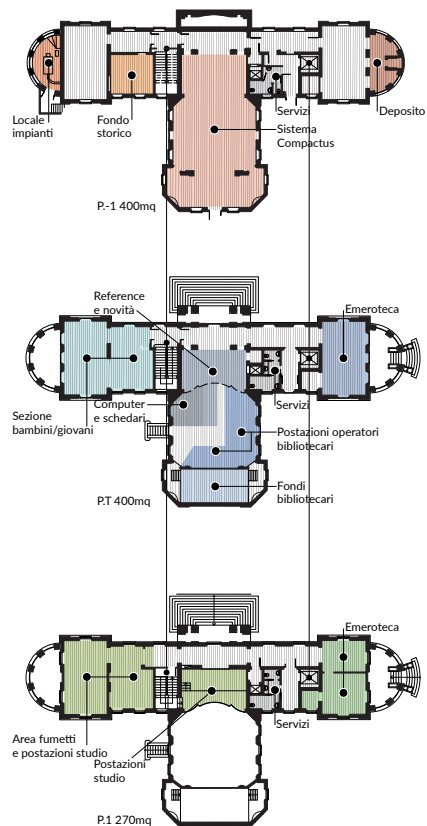 Locale
impianti
Fondo
storico
Servizi
Sistema
Compactus
Deposito
P.-1 400mq
Reference
e novità
Emeroteca
Sezione
bambini/giovani
Computer
e schedari
Servizi
Postazioni operatori
bibliotecari
Fondi
bibliotecari
P.T 400mq
Emeroteca
Area fumetti
e postazioni studio
Postazioni
studio
Servizi
P.1 270mq